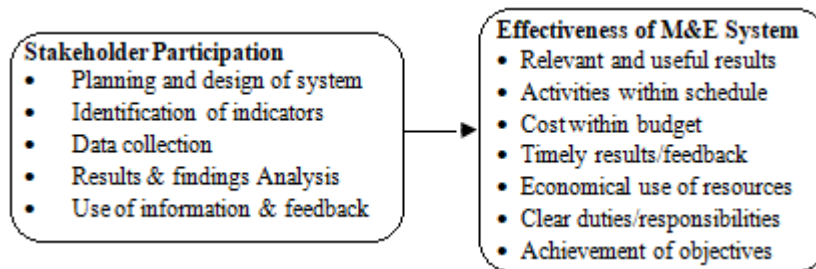 Stakeholder Participation
• Planning and design of system
• Identification of indicators
• Data collection
• Results & findings Analysis
• Use of information & feedback
Effectiveness of M&E System
• Relevant and useful results
• Activities within schedule
• Cost within budget
• Timely results/feedback
• Economical use of resources
• Clear duties/responsibilities
• Achievement of objectives